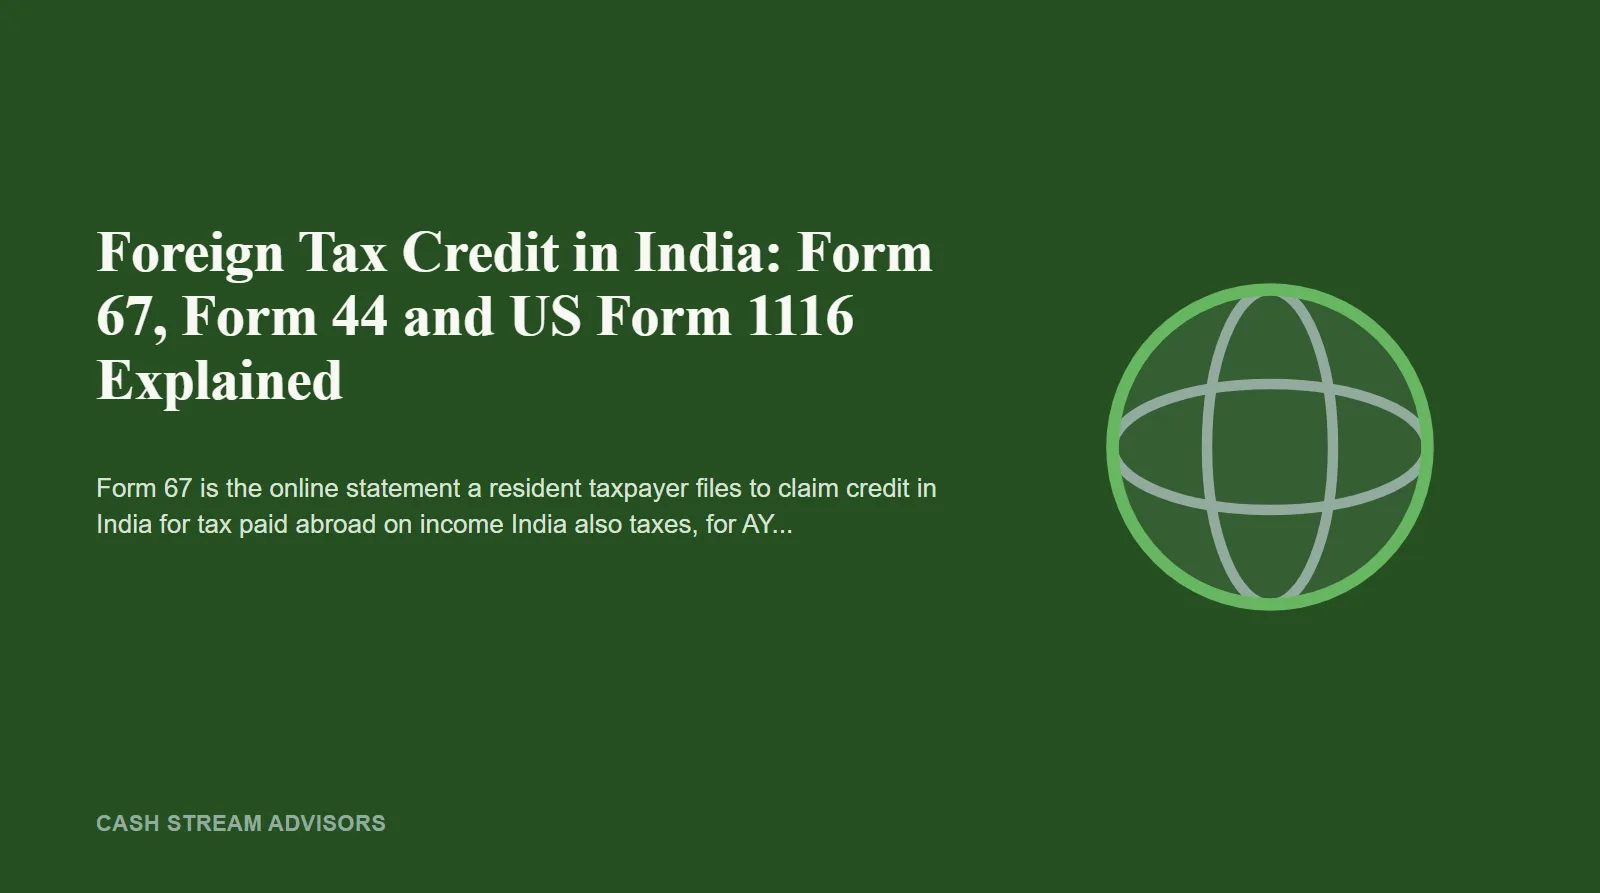 Foreign Tax Credit in India: Form
67, Form 44 and US Form 1116
Explained
Form 67 is the online statement a resident taxpayer files to claim credit in
India for tax paid abroad on income India also taxes, for AY...
CASH STREAM ADVISORS